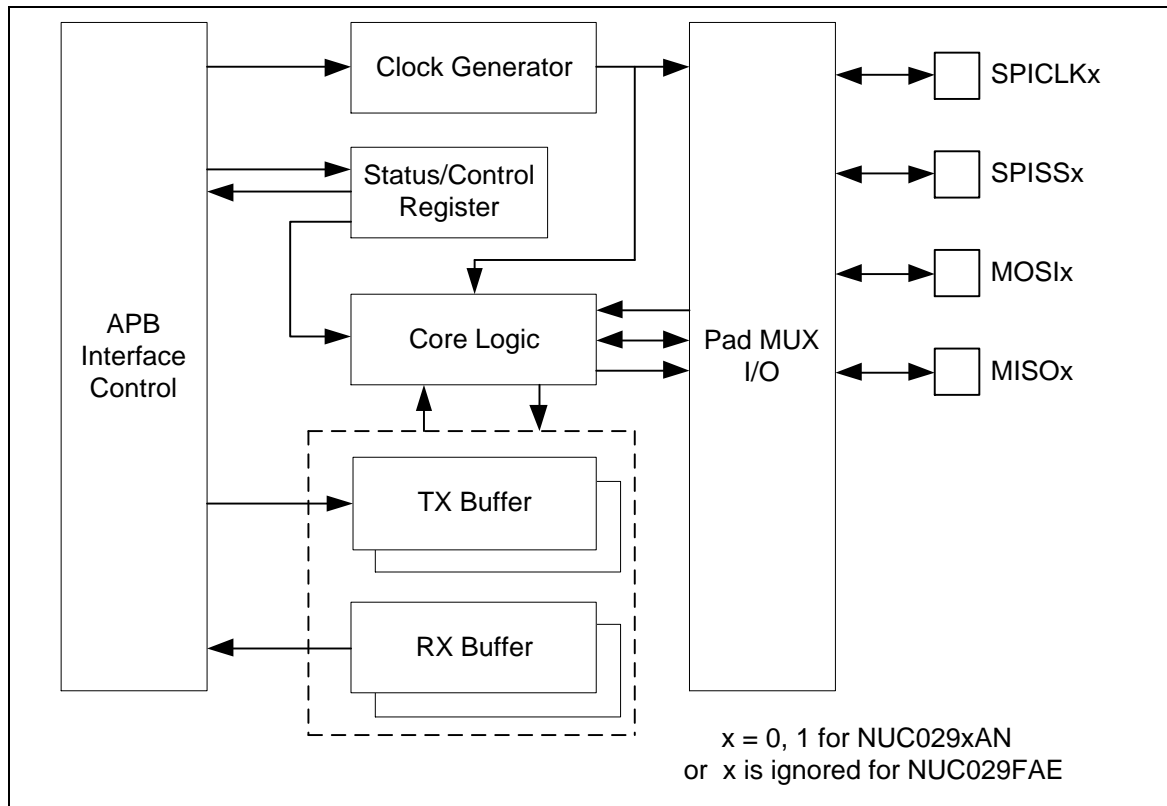 Clock Generator
SPICLKx
Status/Control
Register
SPISSx
MOSIx
APB
Interface
Control
Core Logic
Pad MUX
I/O
MISOx
TX Buffer
RX Buffer
x = 0, 1 for NUC029xAN
or x is ignored for NUC029FAE